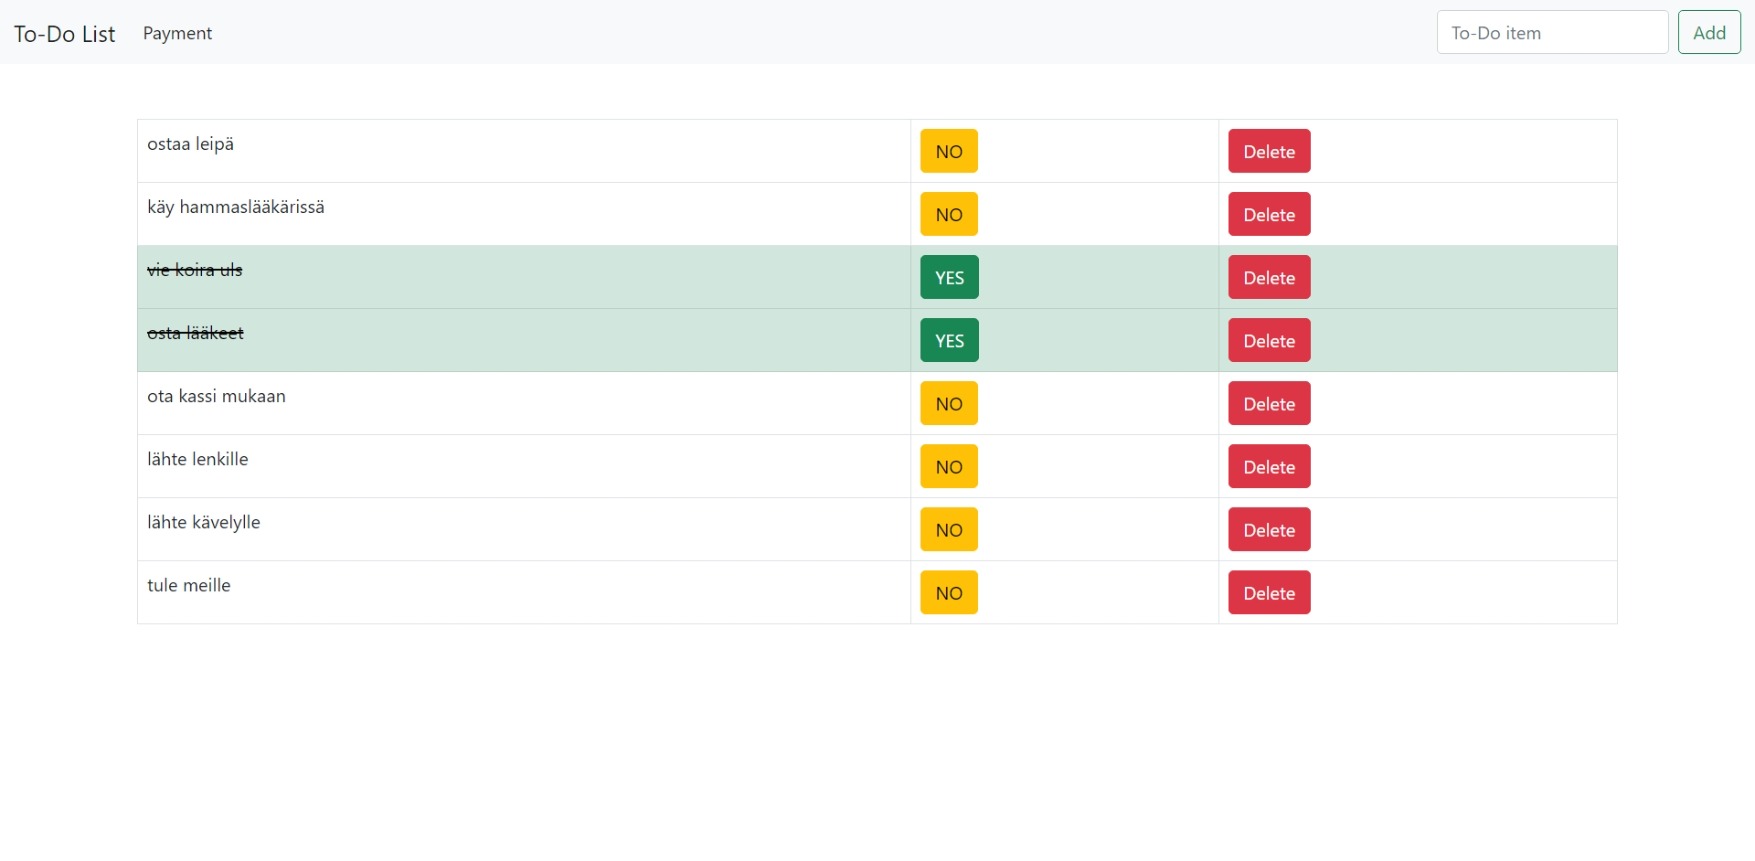 To-Do List Payment To-Do item Add
ostaa leipä NO Delete
käy hammaslääkärissä NO Delete
vie koira uls YES Delete
osta lääkeet YES Delete
ota kassi mukaan NO Delete
lähte lenkille NO Delete
lähte kävelylle NO Delete
tule meille NO Delete